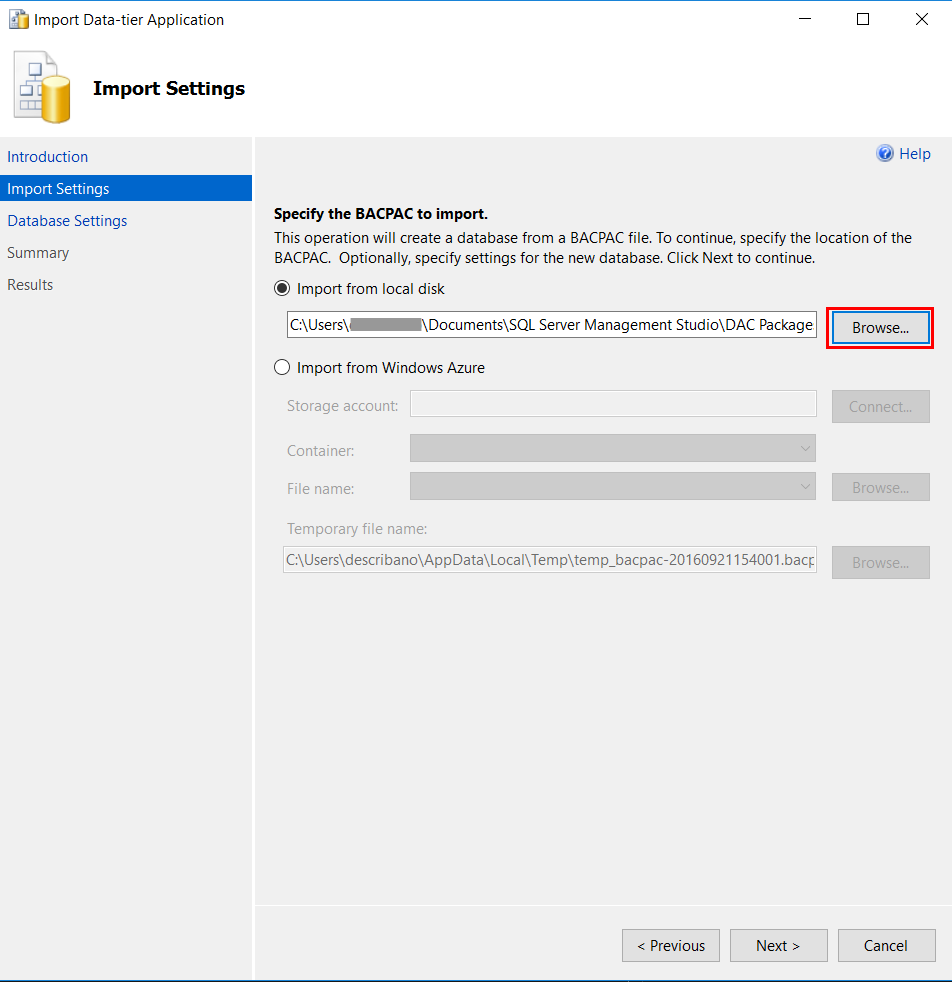 Import Data-tier Application
Import Settings
Introduction
Import Settings
Database Settings
Summary
Results
Help
Specify the BACPAC to import.
This operation will create a database from a BACPAC file. To continue, specify the location of the
BACPAC.  Optionally, specify settings for the new database. Click Next to continue.
Import from local disk
C:\Users\ \Documents\SQL Server Management Studio\DAC Package
Browse...
Import from Windows Azure
Storage account:
Connect...
Container:
File name:
Browse...
Temporary file name:
C:\Users\describano\AppData\Local\Temp\temp_bacpac-20160921154001.bacp
Browse...
< Previous
Next >
Cancel